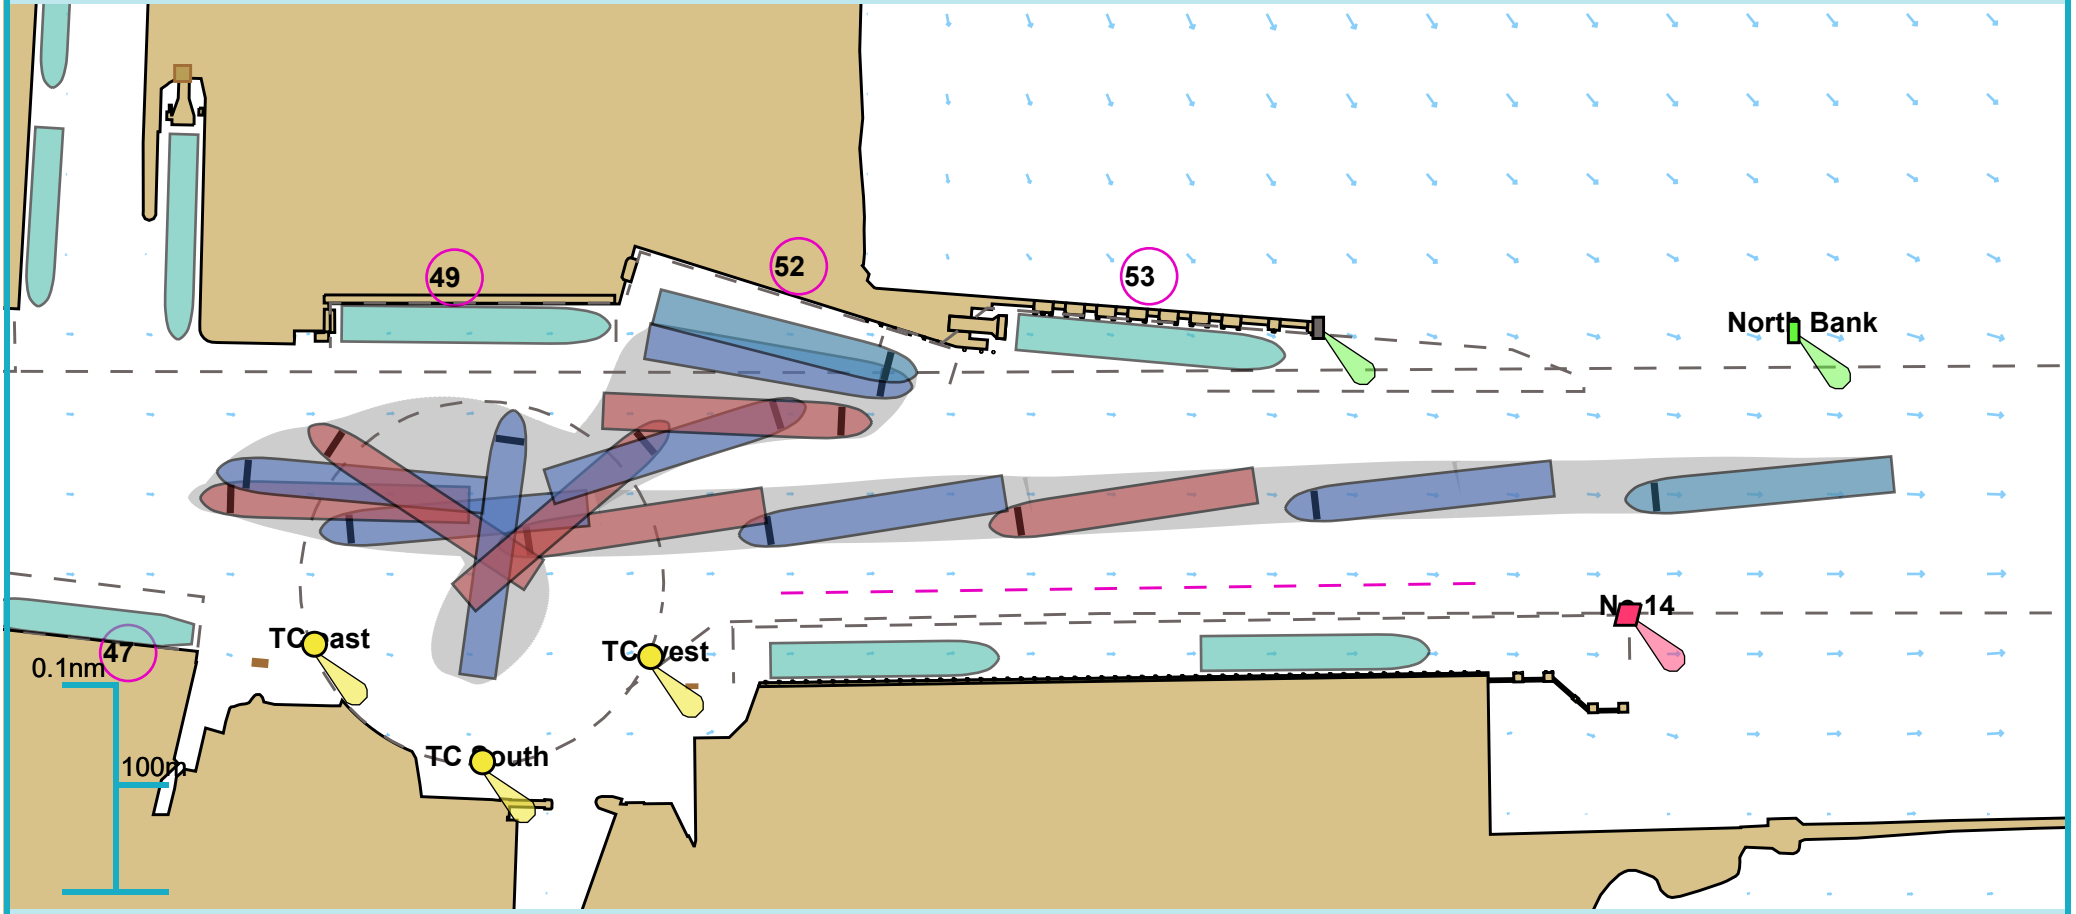 49
52
53
North Bank
No 14
TC east
TC west
47
0.1nm
TC South
100m